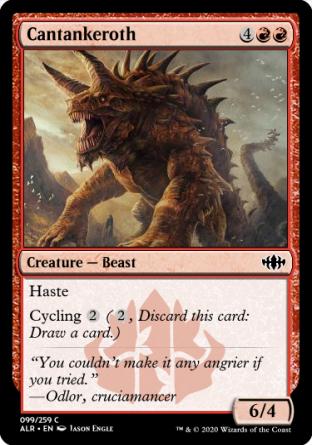 Cantankeroth 4
Creature — Beast
Haste
Cycling 2 ( 2 , Discard this card:
Draw a card.)
“You couldn’t make it any angrier if
you tried.”
—Odlor, cruciamancer
6/4
099/259 C
ALR • EN JASON ENGLE
™ & © 2020 Wizards of the Coast